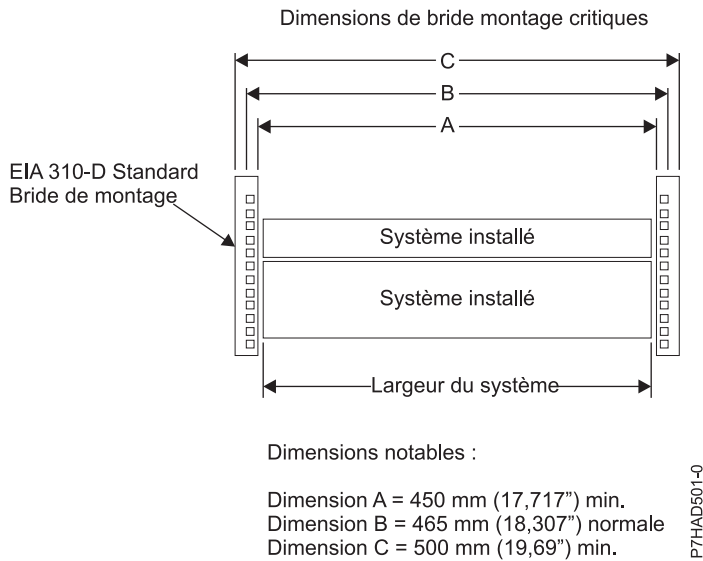 Dimensions de bride montage critiques
C
B
A
EIA 310-D Standard
Bride de montage
Système installé
Système installé
Largeur du système
Dimensions notables :
Dimension A = 450 mm (17,717”) min.
Dimension B = 465 mm (18,307”) normale
Dimension C = 500 mm (19,69”) min.
P7HAD501-0